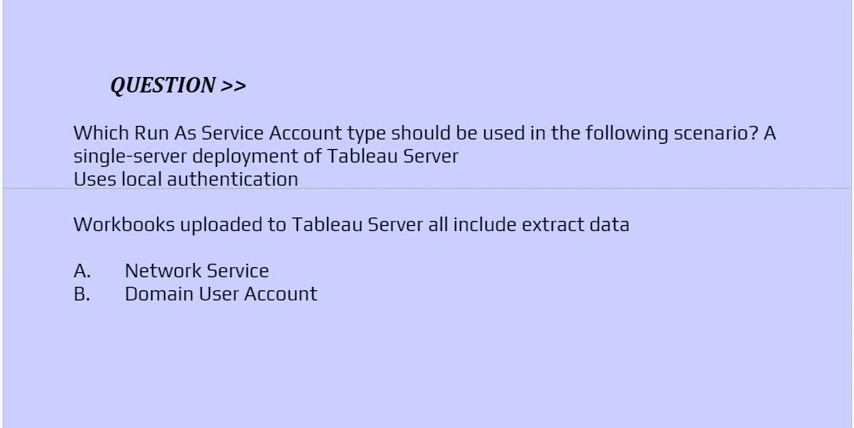 QUESTION >>
Which Run As Service Account type should be used in the following scenario? A
single-server deployment of Tableau Server
Uses local authentication
Workbooks uploaded to Tableau Server all include extract data
A. Network Service
B. Domain User Account